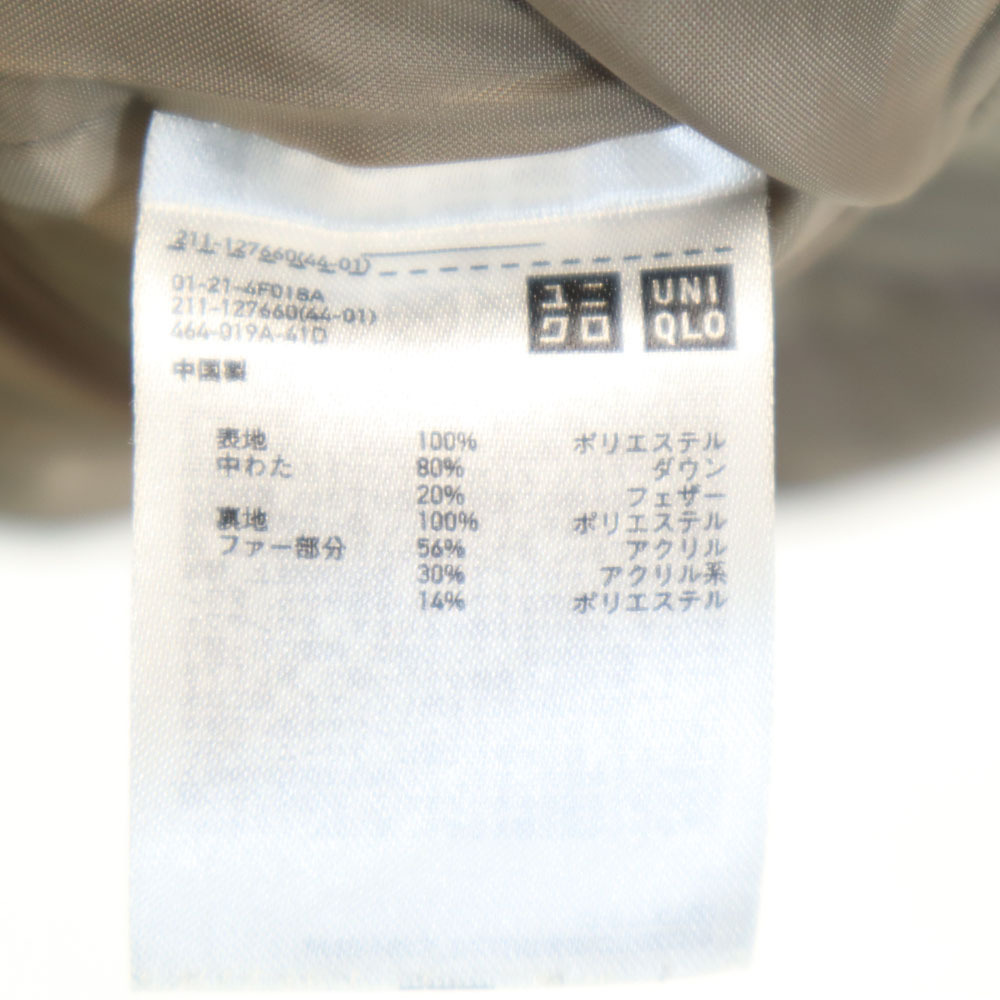 211-127660(44-01)
01-21-4F018A
211-127660(44-01)
464-019A-41D
中国製
ユニ
クロ
UNI
QLO
表地 100% ポリエステル
中わた 80% ダウン
20% フェザー
裏地 100% ポリエステル
ファー部分 56% アクリル
30% アクリル系
14% ポリエステル